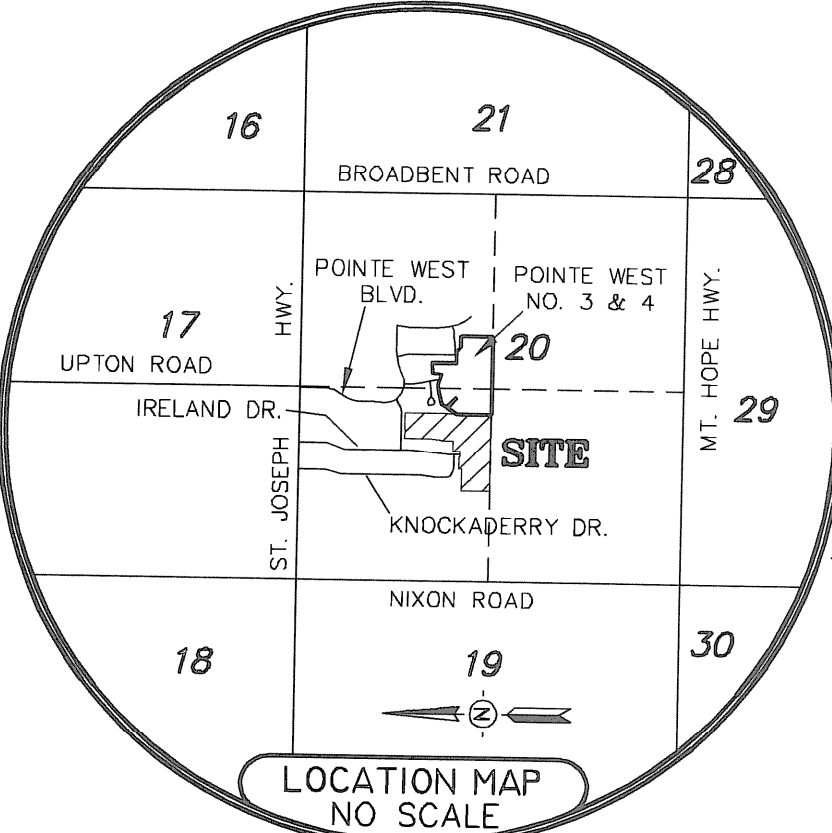 16
21
28
BROADBENT ROAD
POINTE WEST
BLVD.
POINTE WEST
NO. 3 & 4
HWY.
MT. HOPE HWY.
17
20
UPTON ROAD
29
IRELAND DR.
SITE
ST. JOSEPH
KNOCKADERRY DR.
NIXON ROAD
18
19
30
N
LOCATION MAP
NO SCALE